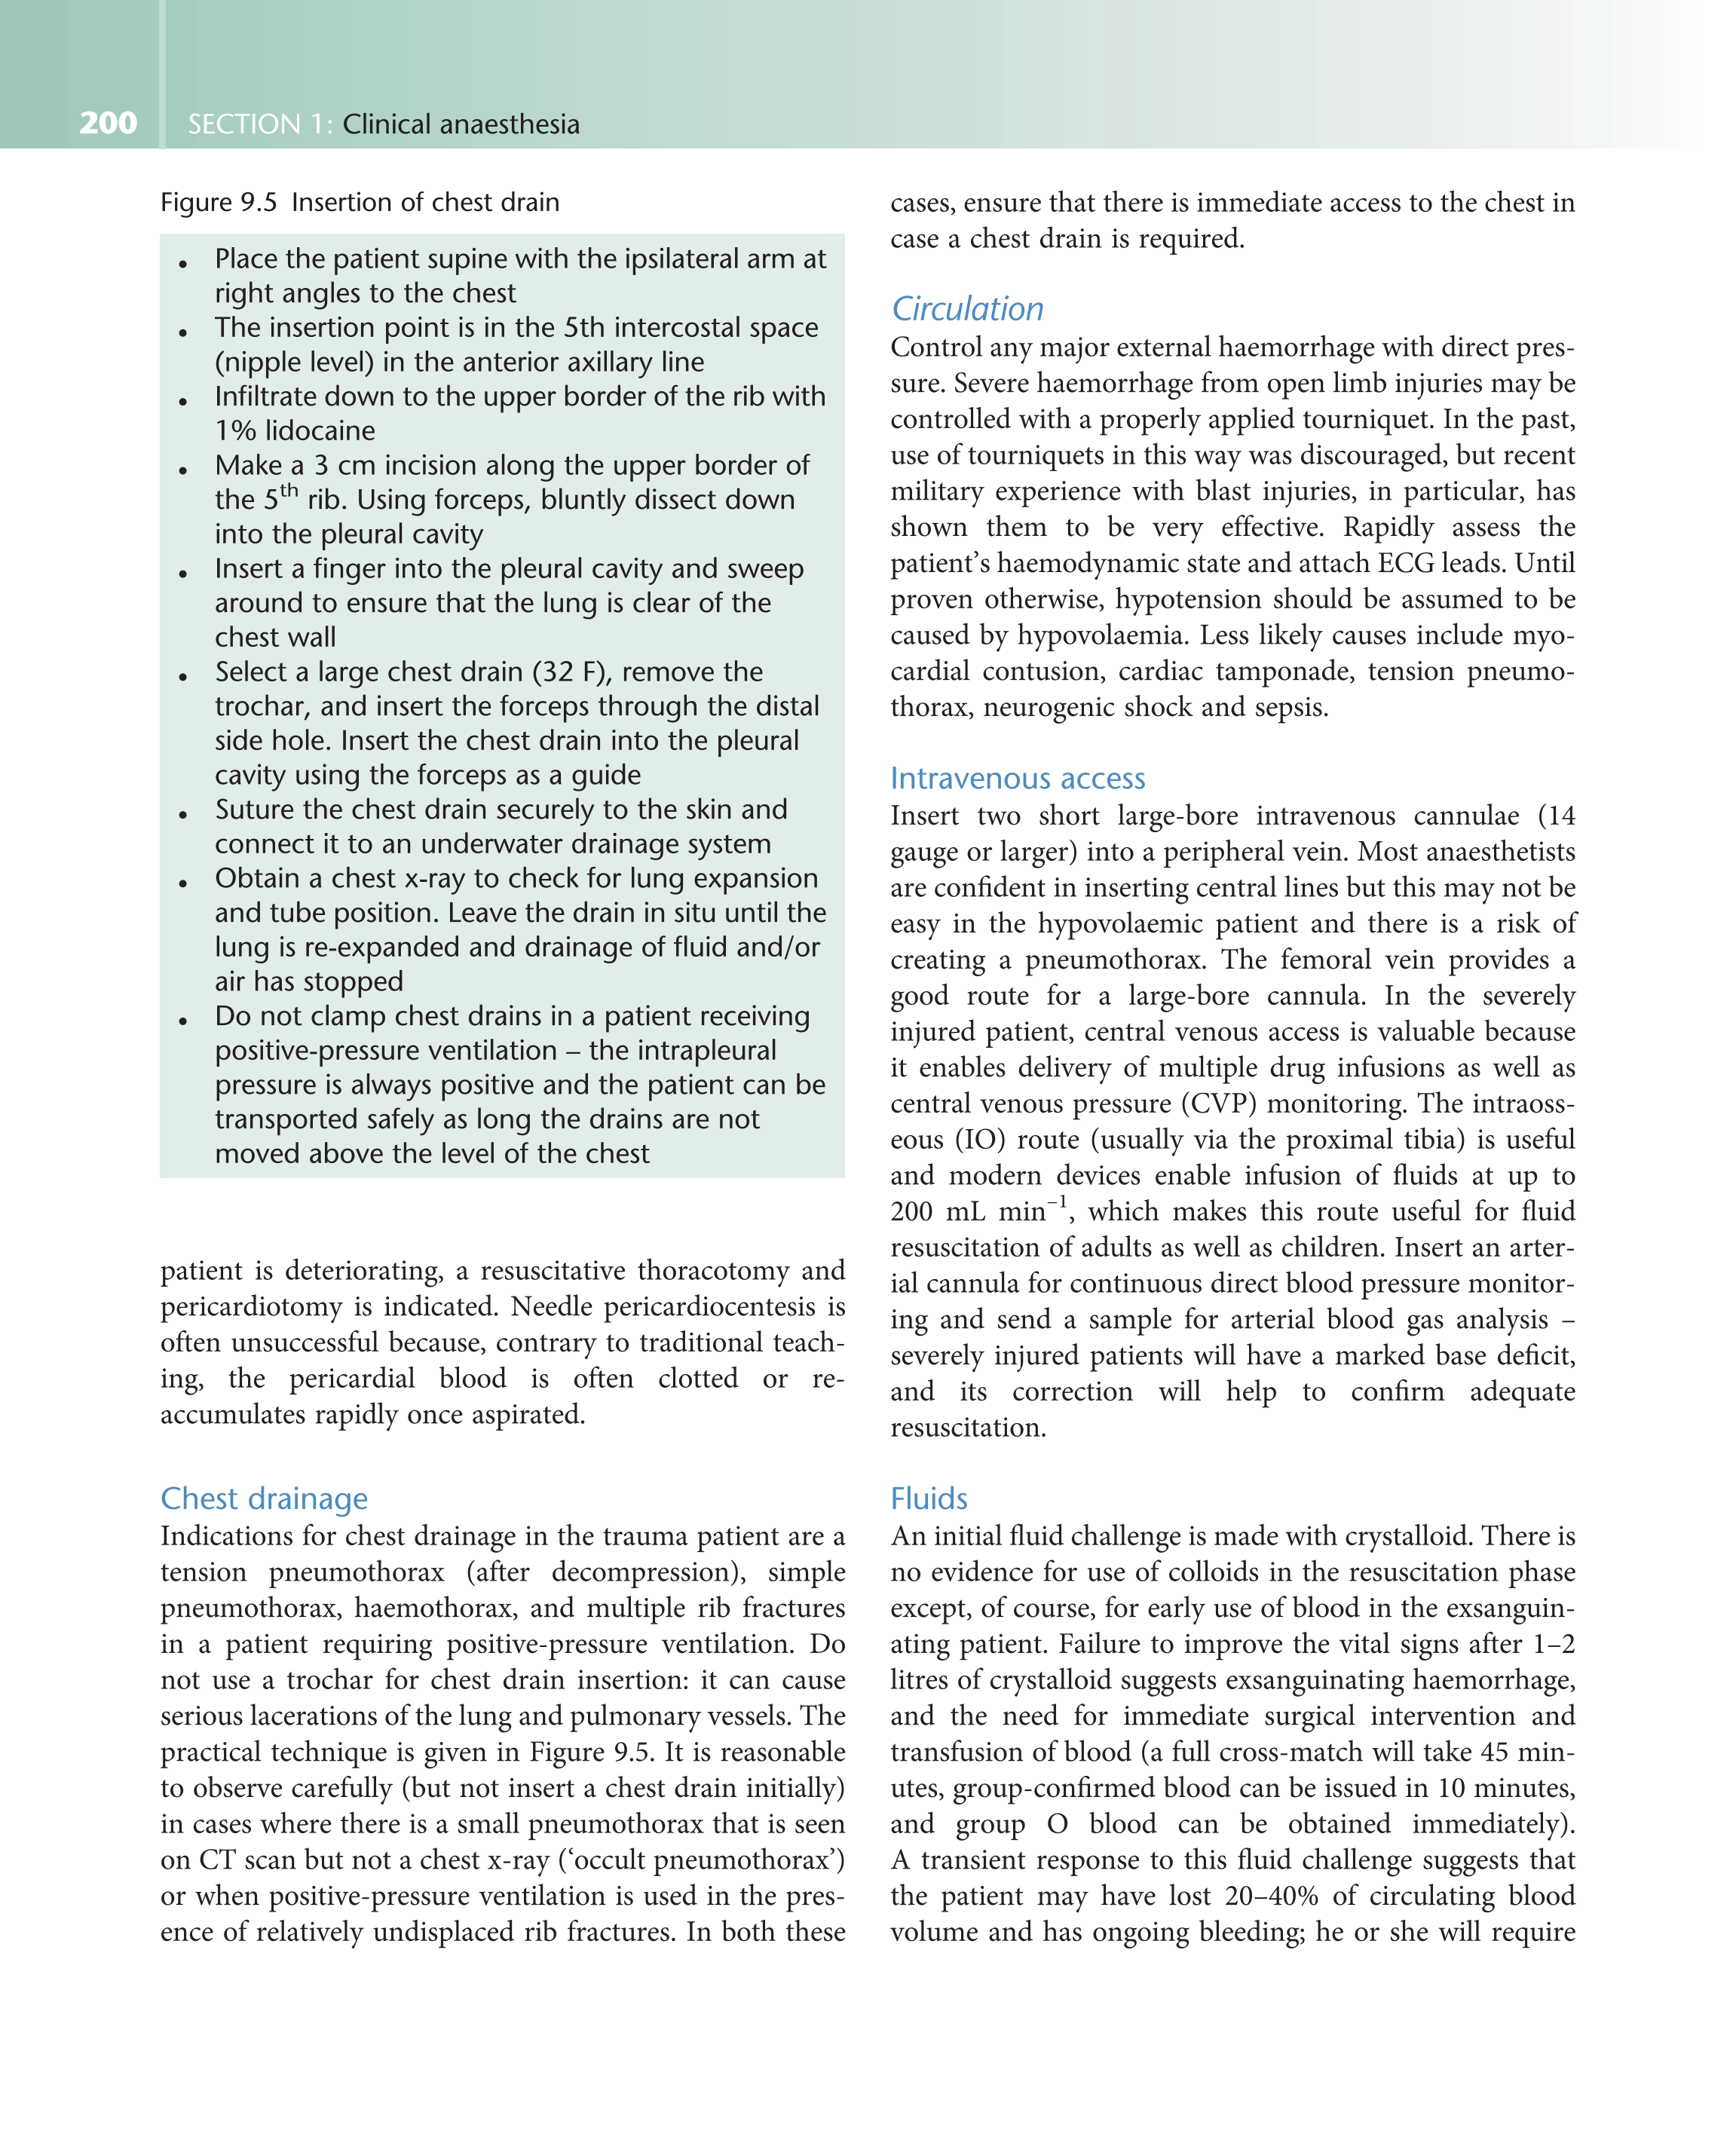 200 SECTION 1: Clinical anaesthesia
Figure 9.5 Insertion of chest drain
• Place the patient supine with the ipsilateral arm at
right angles to the chest
• The insertion point is in the 5th intercostal space
(nipple level) in the anterior axillary line
• Infiltrate down to the upper border of the rib with
1% lidocaine
• Make a 3 cm incision along the upper border of
the 5th rib. Using forceps, bluntly dissect down
into the pleural cavity
• Insert a finger into the pleural cavity and sweep
around to ensure that the lung is clear of the
chest wall
• Select a large chest drain (32 F), remove the
trochar, and insert the forceps through the distal
side hole. Insert the chest drain into the pleural
cavity using the forceps as a guide
• Suture the chest drain securely to the skin and
connect it to an underwater drainage system
• Obtain a chest x-ray to check for lung expansion
and tube position. Leave the drain in situ until the
lung is re-expanded and drainage of fluid and/or
air has stopped
• Do not clamp chest drains in a patient receiving
positive-pressure ventilation – the intrapleural
pressure is always positive and the patient can be
transported safely as long the drains are not
moved above the level of the chest
patient is deteriorating, a resuscitative thoracotomy and
pericardiotomy is indicated. Needle pericardiocentesis is
often unsuccessful because, contrary to traditional teach-
ing, the pericardial blood is often clotted or re-
accumulates rapidly once aspirated.
Chest drainage
Indications for chest drainage in the trauma patient are a
tension pneumothorax (after decompression), simple
pneumothorax, haemothorax, and multiple rib fractures
in a patient requiring positive-pressure ventilation. Do
not use a trochar for chest drain insertion: it can cause
serious lacerations of the lung and pulmonary vessels. The
practical technique is given in Figure 9.5. It is reasonable
to observe carefully (but not insert a chest drain initially)
in cases where there is a small pneumothorax that is seen
on CT scan but not a chest x-ray (‘occult pneumothorax’)
or when positive-pressure ventilation is used in the pres-
ence of relatively undisplaced rib fractures. In both these
cases, ensure that there is immediate access to the chest in
case a chest drain is required.
Circulation
Control any major external haemorrhage with direct pres-
sure. Severe haemorrhage from open limb injuries may be
controlled with a properly applied tourniquet. In the past,
use of tourniquets in this way was discouraged, but recent
military experience with blast injuries, in particular, has
shown them to be very effective. Rapidly assess the
patient’s haemodynamic state and attach ECG leads. Until
proven otherwise, hypotension should be assumed to be
caused by hypovolaemia. Less likely causes include myo-
cardial contusion, cardiac tamponade, tension pneumo-
thorax, neurogenic shock and sepsis.
Intravenous access
Insert two short large-bore intravenous cannulae (14
gauge or larger) into a peripheral vein. Most anaesthetists
are confident in inserting central lines but this may not be
easy in the hypovolaemic patient and there is a risk of
creating a pneumothorax. The femoral vein provides a
good route for a large-bore cannula. In the severely
injured patient, central venous access is valuable because
it enables delivery of multiple drug infusions as well as
central venous pressure (CVP) monitoring. The intraoss-
eous (IO) route (usually via the proximal tibia) is useful
and modern devices enable infusion of fluids at up to
200 mL min⁻¹, which makes this route useful for fluid
resuscitation of adults as well as children. Insert an arter-
ial cannula for continuous direct blood pressure monitor-
ing and send a sample for arterial blood gas analysis –
severely injured patients will have a marked base deficit,
and its correction will help to confirm adequate
resuscitation.
Fluids
An initial fluid challenge is made with crystalloid. There is
no evidence for use of colloids in the resuscitation phase
except, of course, for early use of blood in the exsanguin-
ating patient. Failure to improve the vital signs after 1–2
litres of crystalloid suggests exsanguinating haemorrhage,
and the need for immediate surgical intervention and
transfusion of blood (a full cross-match will take 45 min-
utes, group-confirmed blood can be issued in 10 minutes,
and group O blood can be obtained immediately).
A transient response to this fluid challenge suggests that
the patient may have lost 20–40% of circulating blood
volume and has ongoing bleeding; he or she will require